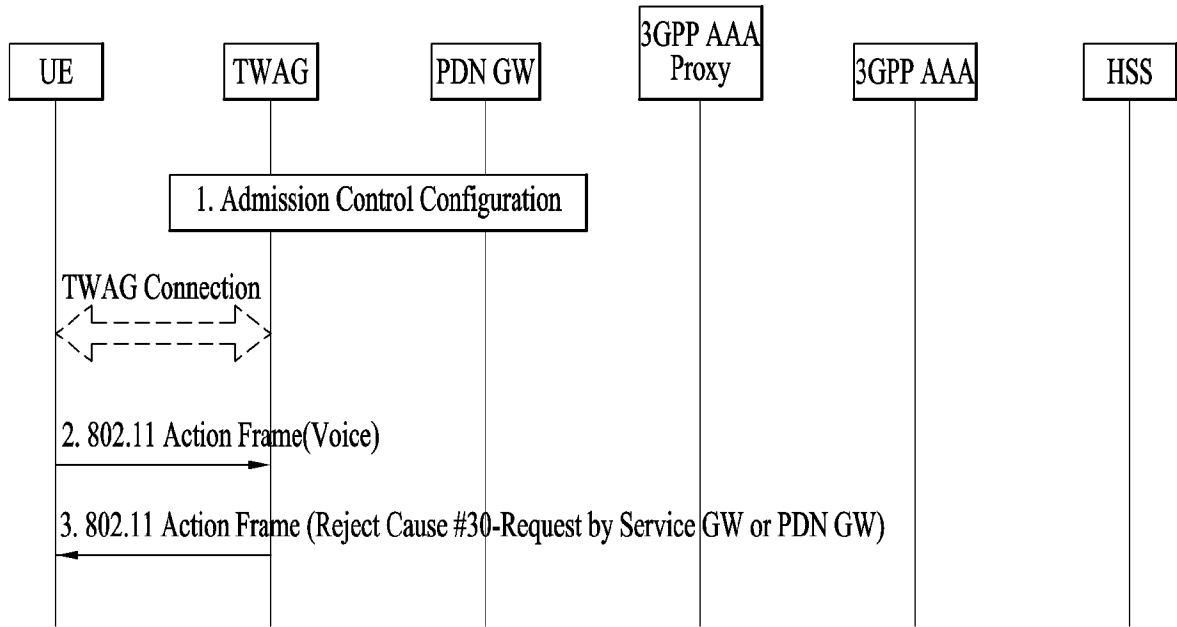 UE
TWAG
PDN GW
3GPP AAA
Proxy
3GPP AAA
HSS
1. Admission Control Configuration
TWAG Connection
2. 802.11 Action Frame(Voice)
3. 802.11 Action Frame (Reject Cause #30-Request by Service GW or PDN GW)